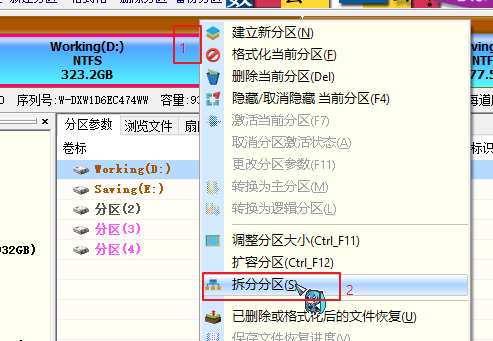 Working(D:)
NTFS
323.2GB
1
序列号:W-DXW1D6EC474WW 容量:9
分区参数 浏览文件
卷标
Working(D:)
Saving(E:)
分区(2)
分区(3)
分区(4)
932GB)
建立新分区(N)
格式化当前分区(F)
删除当前分区(Del)
隐藏/取消隐藏 当前分区(F4)
激活当前分区(F7)
取消分区激活状态(A)
更改分区参数(F11)
转换为主分区(M)
转换为逻辑分区(L)
调整分区大小(Ctrl_F11)
扩容分区(Ctrl_F12)
拆分分区(S)
2
已删除或格式化后的文件恢复(U)
保存文件恢复进度(V)
ving
77.5
标识